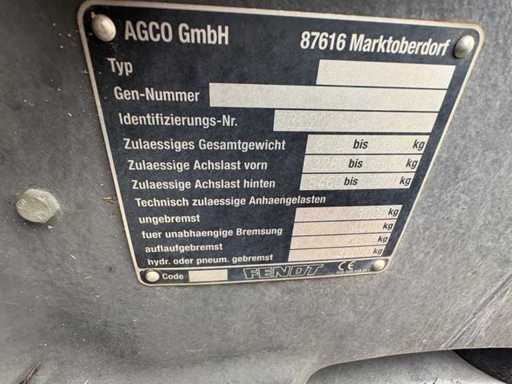 AGCO GmbH 87616 Marktoberdorf
Typ
Gen-Nummer
Identifizierungs-Nr.
Zulaessiges Gesamtgewicht bis kg
Zulaessige Achslast vorn bis kg
Zulaessige Achslast hinten bis kg
Technisch zulaessige Anhaengelasten
ungebremst kg
fuer unabhaengige Bremsung kg
auflaufgebremst kg
hydr. oder pneum. gebremst kg
Code FENDT CE